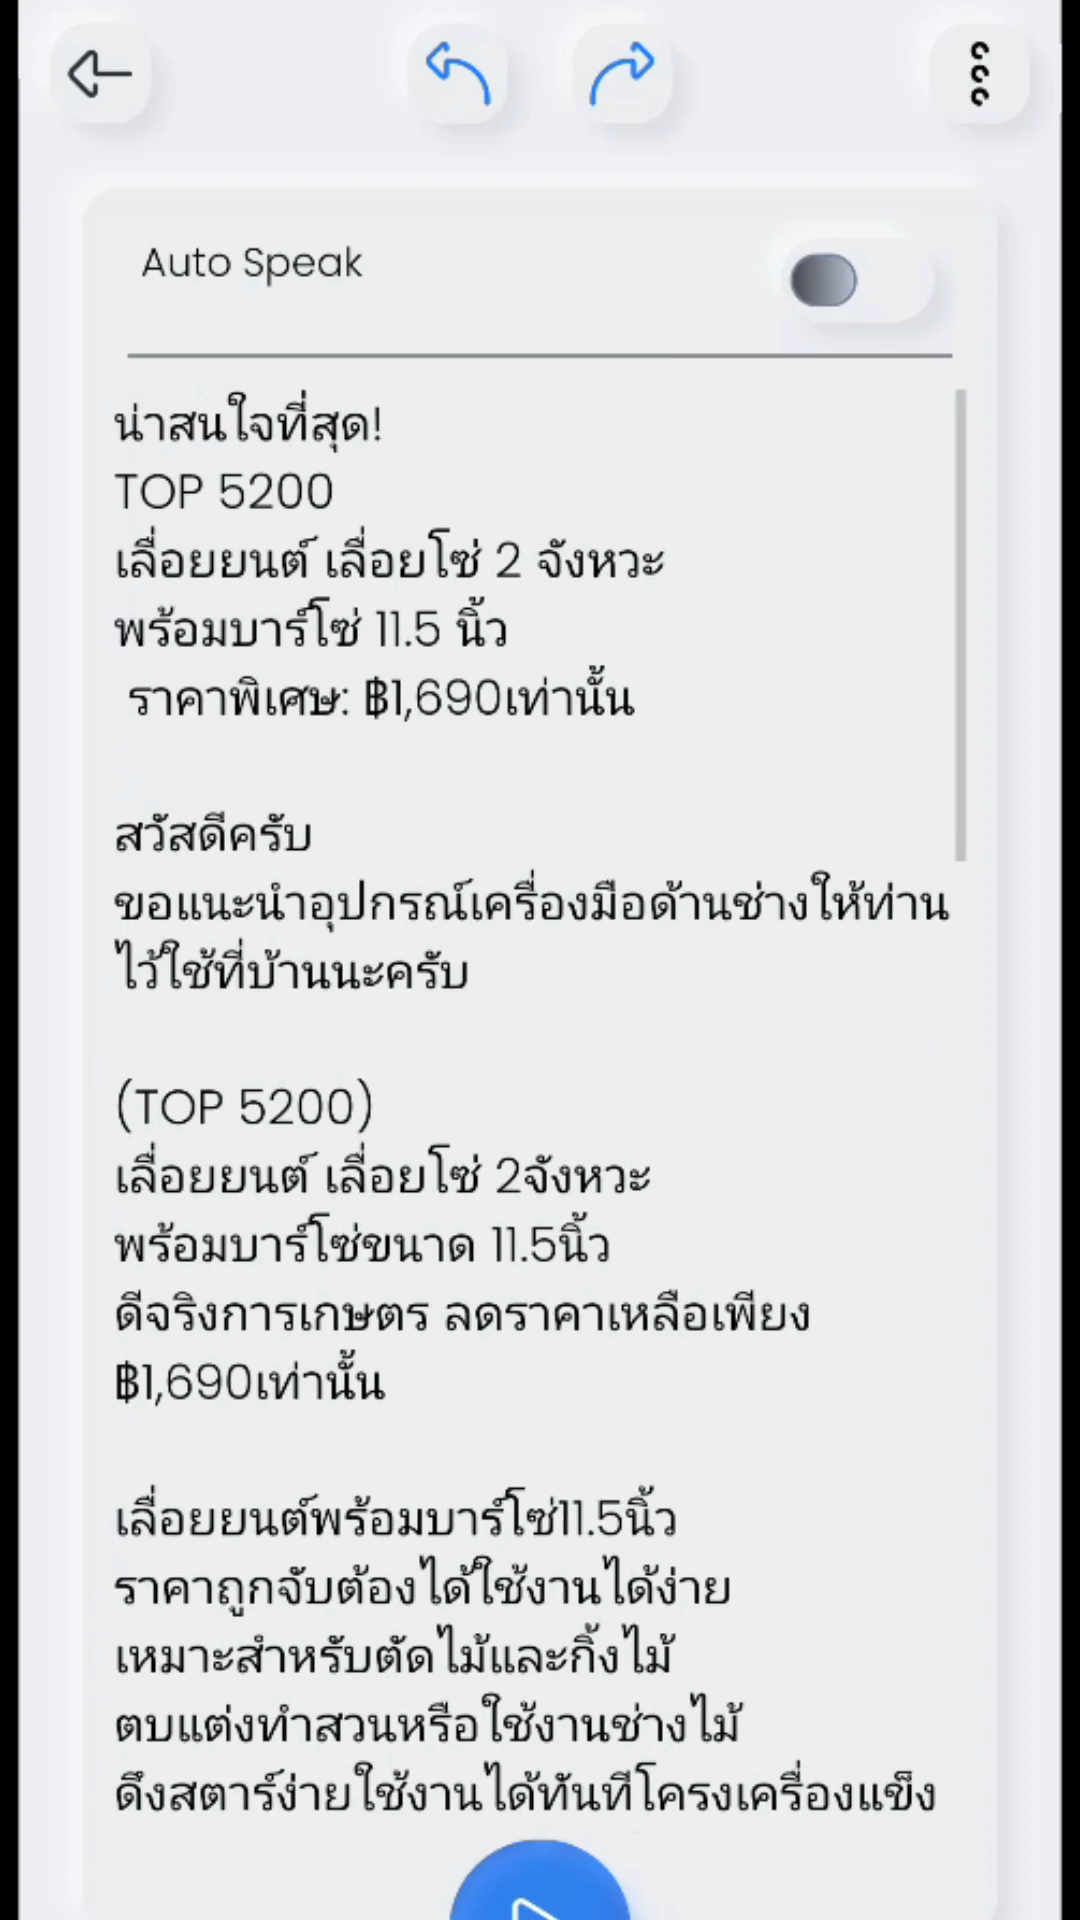 Auto Speak
น่าสนใจที่สุด!
TOP 5200
เลื่อยยนต์ เลื่อยโซ่ 2 จังหวะ
พร้อมบาร์โซ่ 11.5 นิ้ว
ราคาพิเศษ: ฿1,690เท่านั้น
สวัสดีครับ
ขอแนะนำอุปกรณ์เครื่องมือด้านช่างให้ท่าน
ไว้ใช้ที่บ้านนะครับ
(TOP 5200)
เลื่อยยนต์ เลื่อยโซ่ 2จังหวะ
พร้อมบาร์โซ่ขนาด 11.5นิ้ว
ดีจริงการเกษตร ลดราคาเหลือเพียง
฿1,690เท่านั้น
เลื่อยยนต์พร้อมบาร์โซ่11.5นิ้ว
ราคาถูกจับต้องได้ใช้งานได้ง่าย
เหมาะสำหรับตัดไม้และกิ้งไม้
ตบแต่งทำสวนหรือใช้งานช่างไม้
ดึงสตาร์ง่ายใช้งานได้ทันทีโครงเครื่องแข็ง